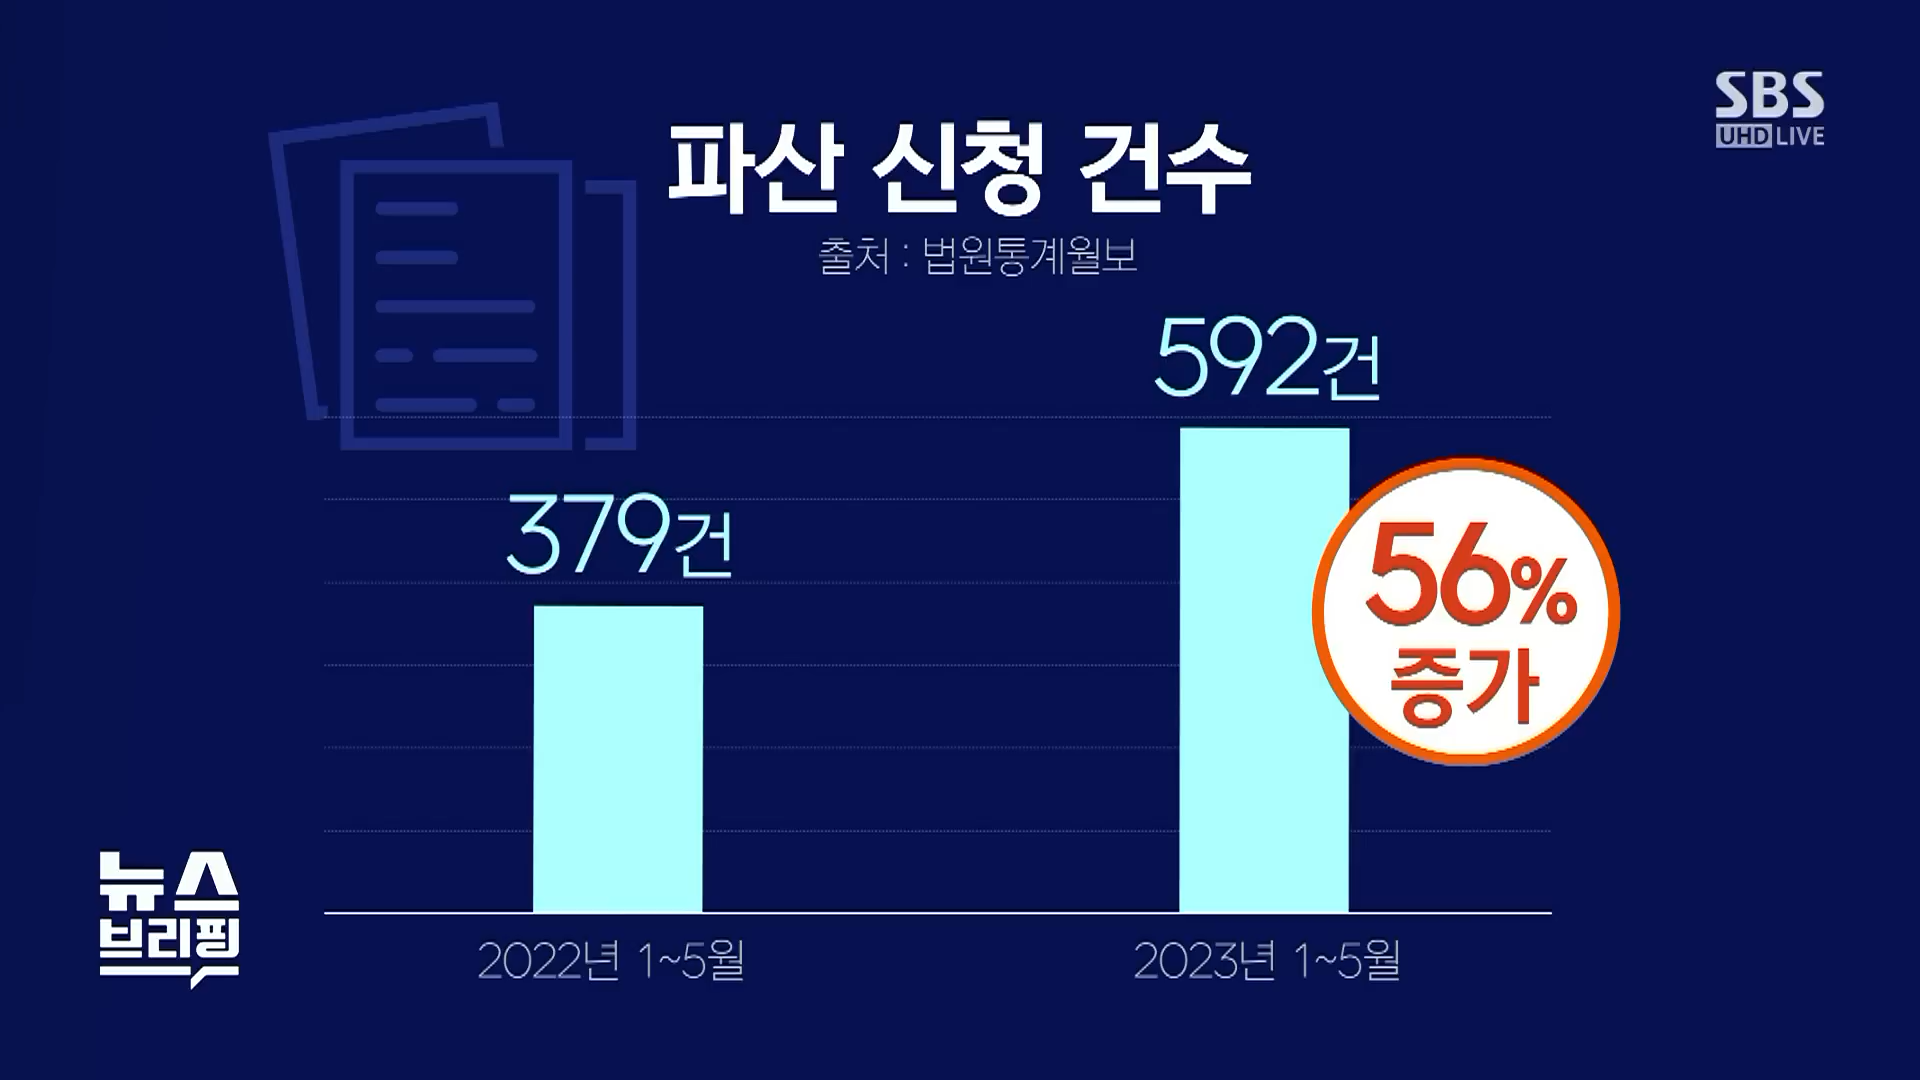 SBS
UHD LIVE
파산 신청 건수
출처 : 법원통계월보
592건
379건
56%
증가
2022년 1~5월
2023년 1~5월
뉴스
브리핑